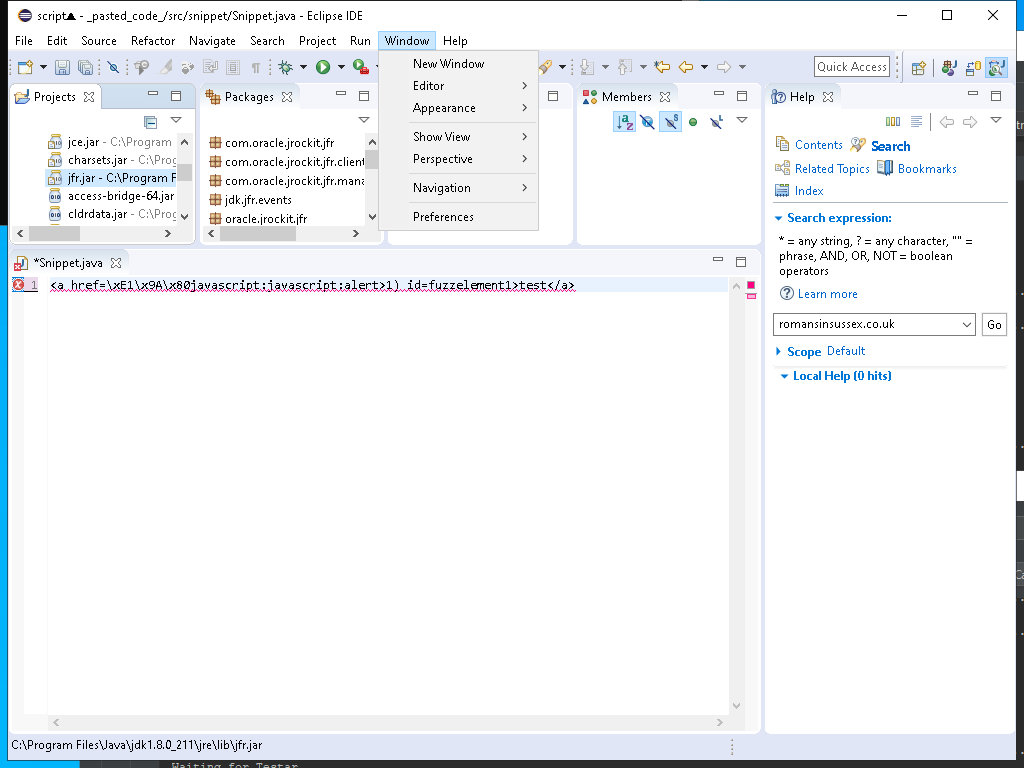 script▲ - _pasted_code_/src/snippet/Snippet.java - Eclipse IDE
File Edit Source Refactor Navigate Search Project Run Window Help
New Window
Editor
Appearance
Show View
Perspective
Navigation
Preferences
Quick Access
Projects
jce.jar - C:\Program
charsets.jar - C:\Prog
jfr.jar - C:\Program F
access-bridge-64.jar
cldrdata.jar - C:\Prog
Packages
com.oracle.jrockit.jfr
com.oracle.jrockit.jfr.client
com.oracle.jrockit.jfr.mana
jdk.jfr.events
oracle.jrockit.jfr
Members
Help
Contents Search
Related Topics Bookmarks
Index
Search expression:
* = any string, ? = any character, "" =
phrase, AND, OR, NOT = boolean
operators
Learn more
romansinsussex.co.uk Go
Scope Default
Local Help (0 hits)
*Snippet.java
1 <a href=\xE1\x9A\x80javascript:javascript:alert>1) id=fuzzelement1>test</a>
C:\Program Files\Java\jdk1.8.0_211\jre\lib\jfr.jar
Waiting for Testar